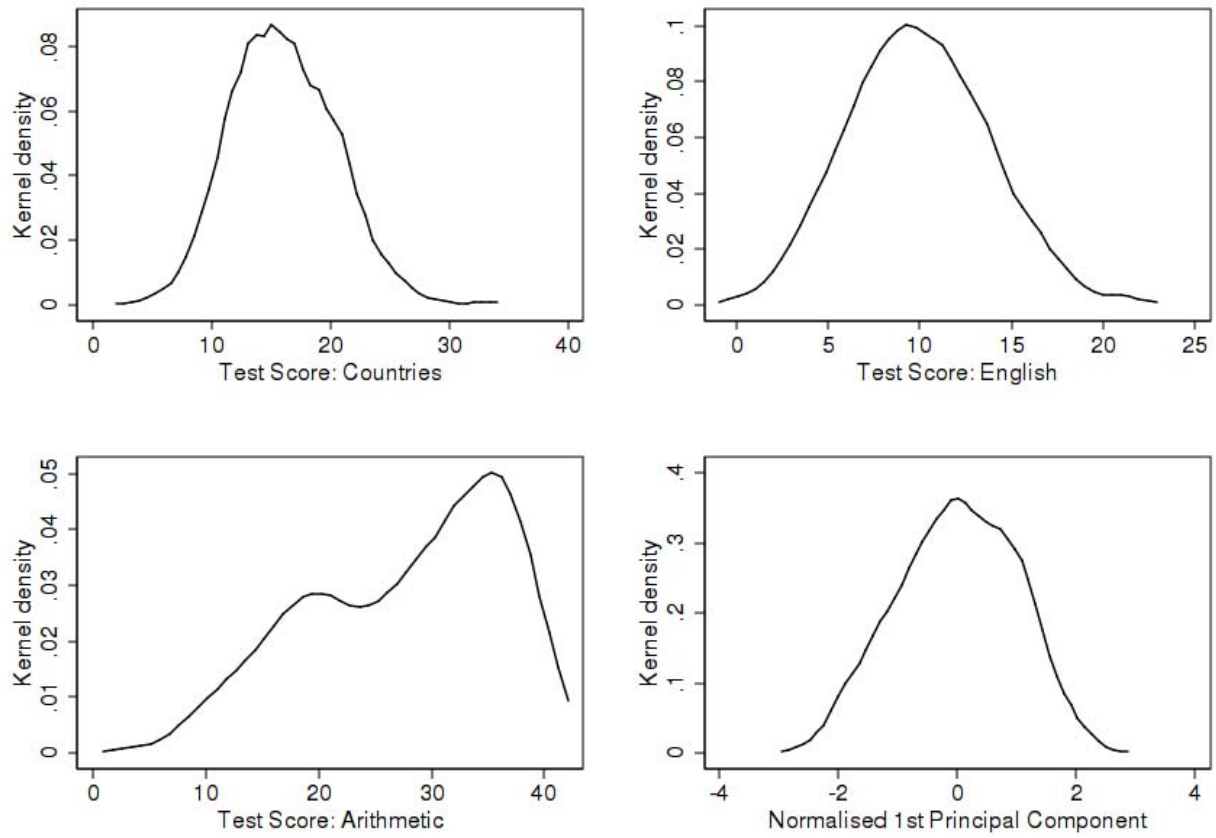 Kernel density
0 .02 .04 .06 .08
0 10 20 30 40
Test Score: Countries
Kernel density
0 .02 .04 .06 .08 .1
0 5 10 15 20 25
Test Score: English
Kernel density
0 .01 .02 .03 .04 .05
0 10 20 30 40
Test Score: Arithmetic
Kernel density
0 .1 .2 .3 .4
-4 -2 0 2 4
Normalised 1st Principal Component